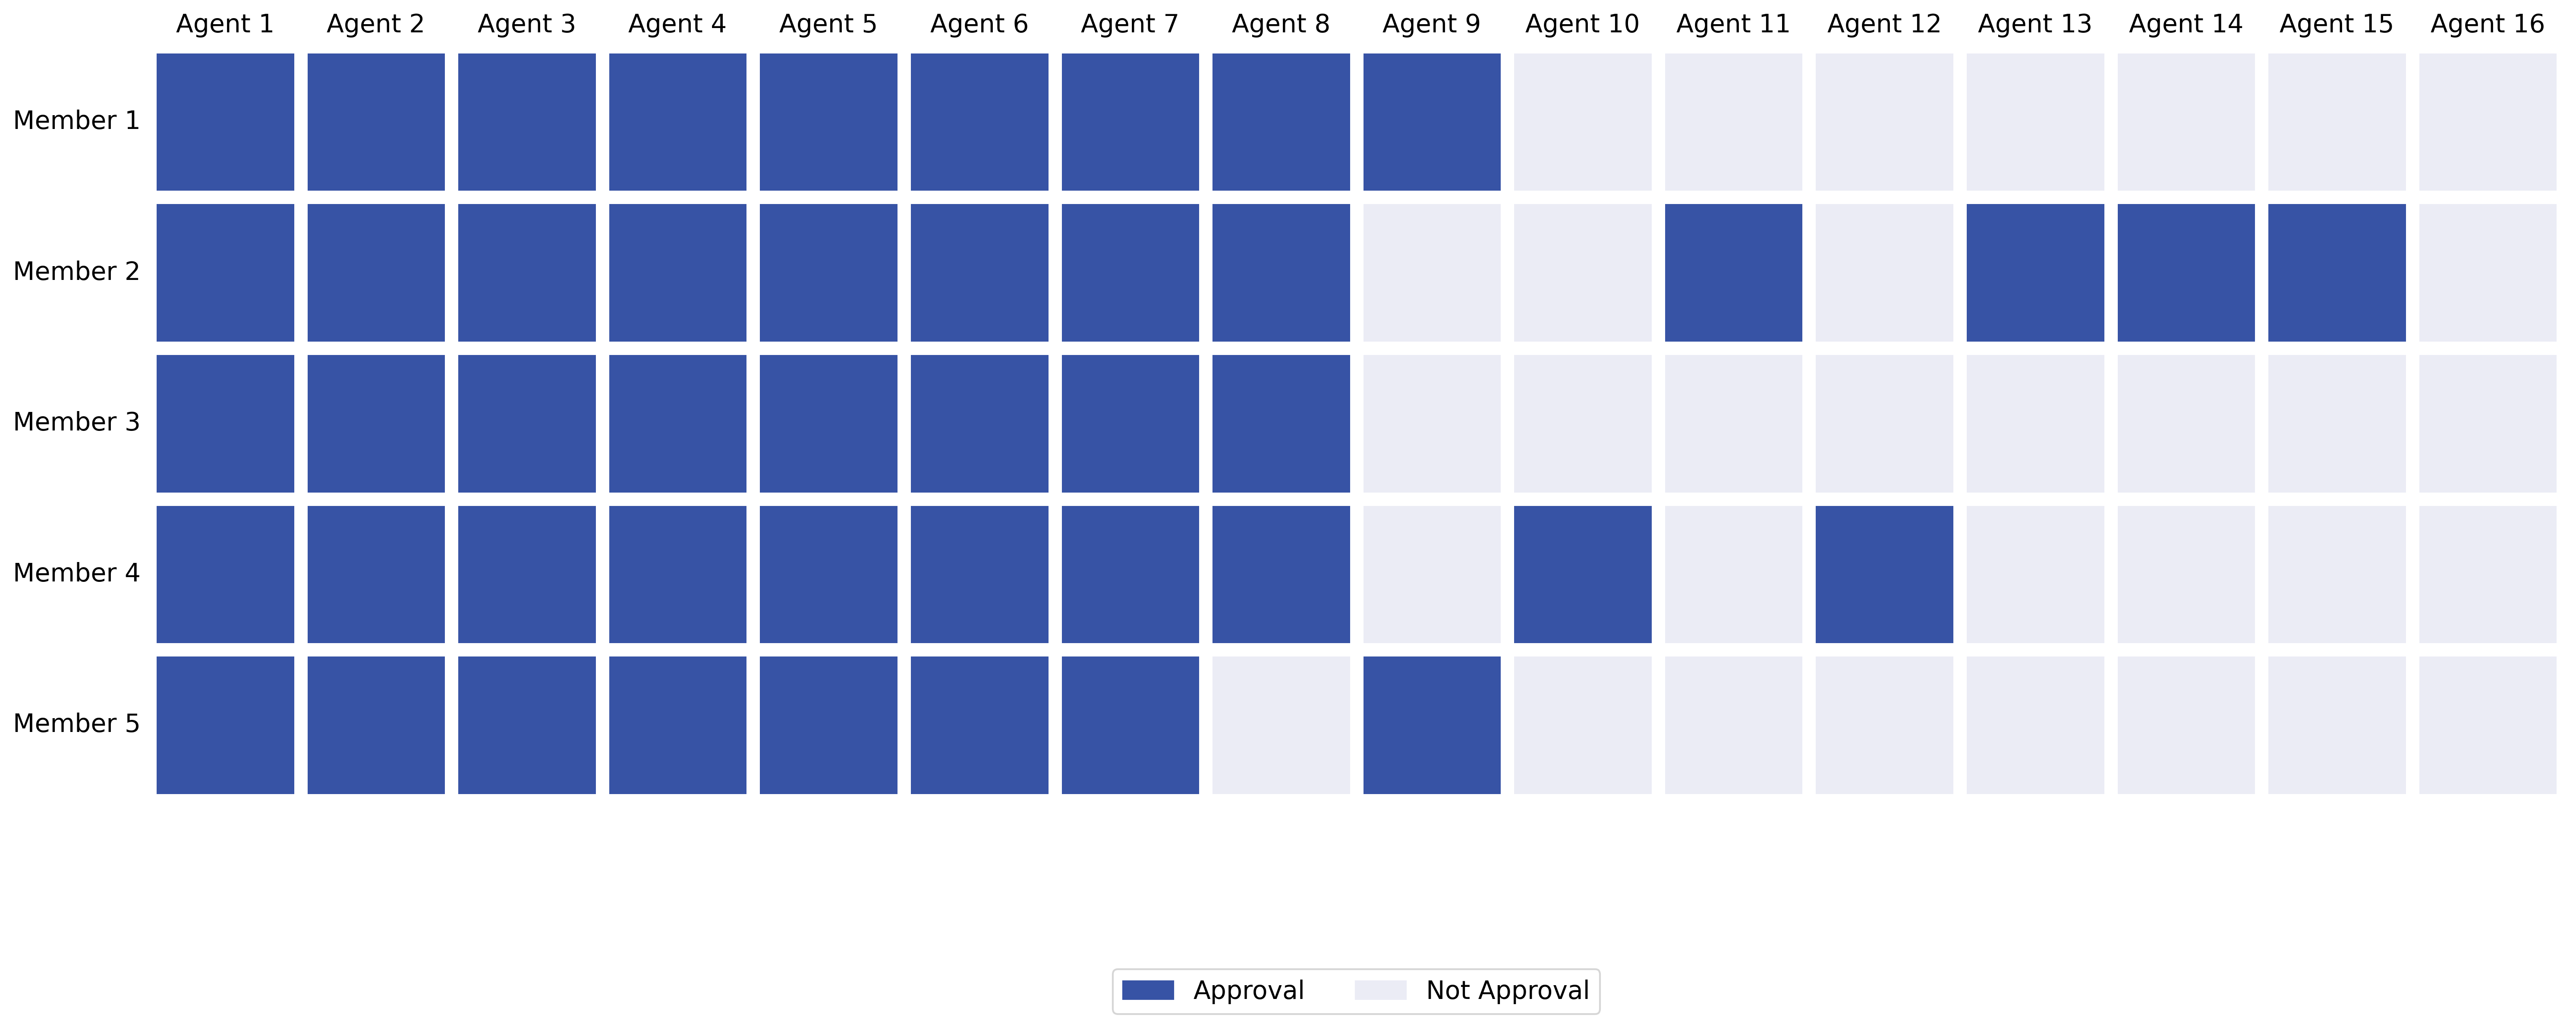 Agent 1 Agent 2 Agent 3 Agent 4 Agent 5 Agent 6 Agent 7 Agent 8 Agent 9 Agent 10 Agent 11 Agent 12 Agent 13 Agent 14 Agent 15 Agent 16
Member 1
Member 2
Member 3
Member 4
Member 5
Approval Not Approval